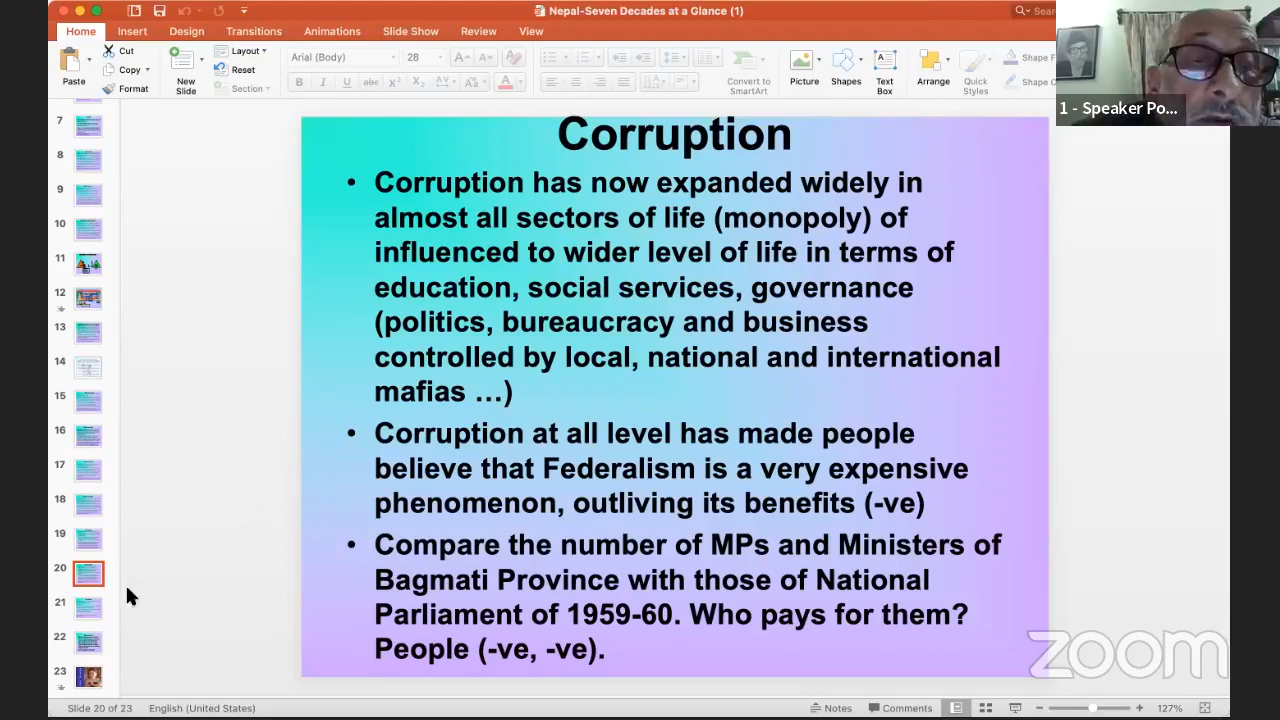 Nepal-Seven Decades at a Glance (1)
Home Insert Design Transitions Animations Slide Show Review View
Paste
Cut
Copy
Format
New
Slide
Layout
Reset
Section
Arial (Body) 28
B I U abc X² X₂ AV Aa A
Convert to
SmartArt
Picture
Shapes
Text
Box
Arrange
Quick
Styles
Shape
Shape
1 - Speaker Po...
7
8
9
10
11
12
13
14
15
16
17
18
19
20
21
22
23
Corruption
• Corruption has now expanded widely in
almost all sectors of life (monopoly) of
influenced to wider level of life in terms of
education, social services, governance
(politics, bureaucracy and business
controlled by local, national and international
mafias …)
• Corruption at all level has made people
believe that Federalism is a very expensive
phenomenon, outliving its benefits (-ve)
• Compare the number of MPs and Ministers of
Bagmati Province with those of National
Parliament of 1959-60. Who pays for them?
People (-ve, -ve).
zoom
Slide 20 of 23 English (United States) Notes Comments 127%